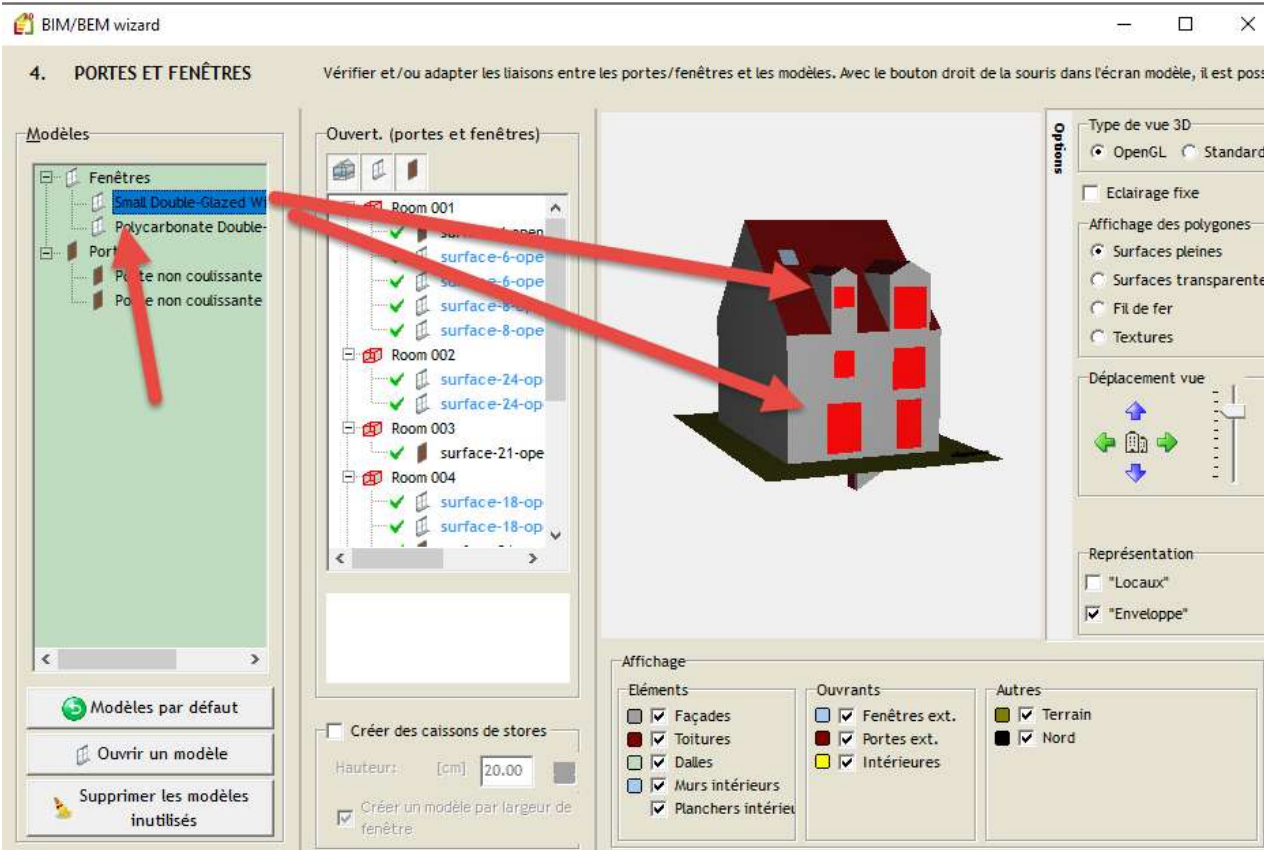 BIM/BEM wizard
4. PORTES ET FENÊTRES
Vérifier et/ou adapter les liaisons entre les portes/fenêtres et les modèles. Avec le bouton droit de la souris dans l'écran modèle, il est poss
Modèles
Fenêtres
Small Double-Glazed Wi
Polycarbonate Double-
Port
Po te non coulissante
Po e non coulissante
Modèles par défaut
Ouvrir un modèle
Supprimer les modèles
inutilisés
Ouvert. (portes et fenêtres)
Room 001
open
surface-6-ope
surface-6-ope
surface-8-ope
surface-8-ope
Room 002
surface-24-op
surface-24-op
Room 003
surface-21-ope
Room 004
surface-18-op
surface-18-op
Créer des caissons de stores
Hauteur: [cm] 20.00
Créer un modèle par largeur de
fenêtre
Options
Type de vue 3D
OpenGL Standard
Eclairage fixe
Affichage des polygones
Surfaces pleines
Surfaces transparente
Fil de fer
Textures
Déplacement vue
Représentation
"Locaux"
"Enveloppe"
Affichage
Eléments
Façades
Toitures
Dalles
Murs intérieurs
Planchers intérieu
Ouvrants
Fenêtres ext.
Portes ext.
Intérieures
Autres
Terrain
Nord